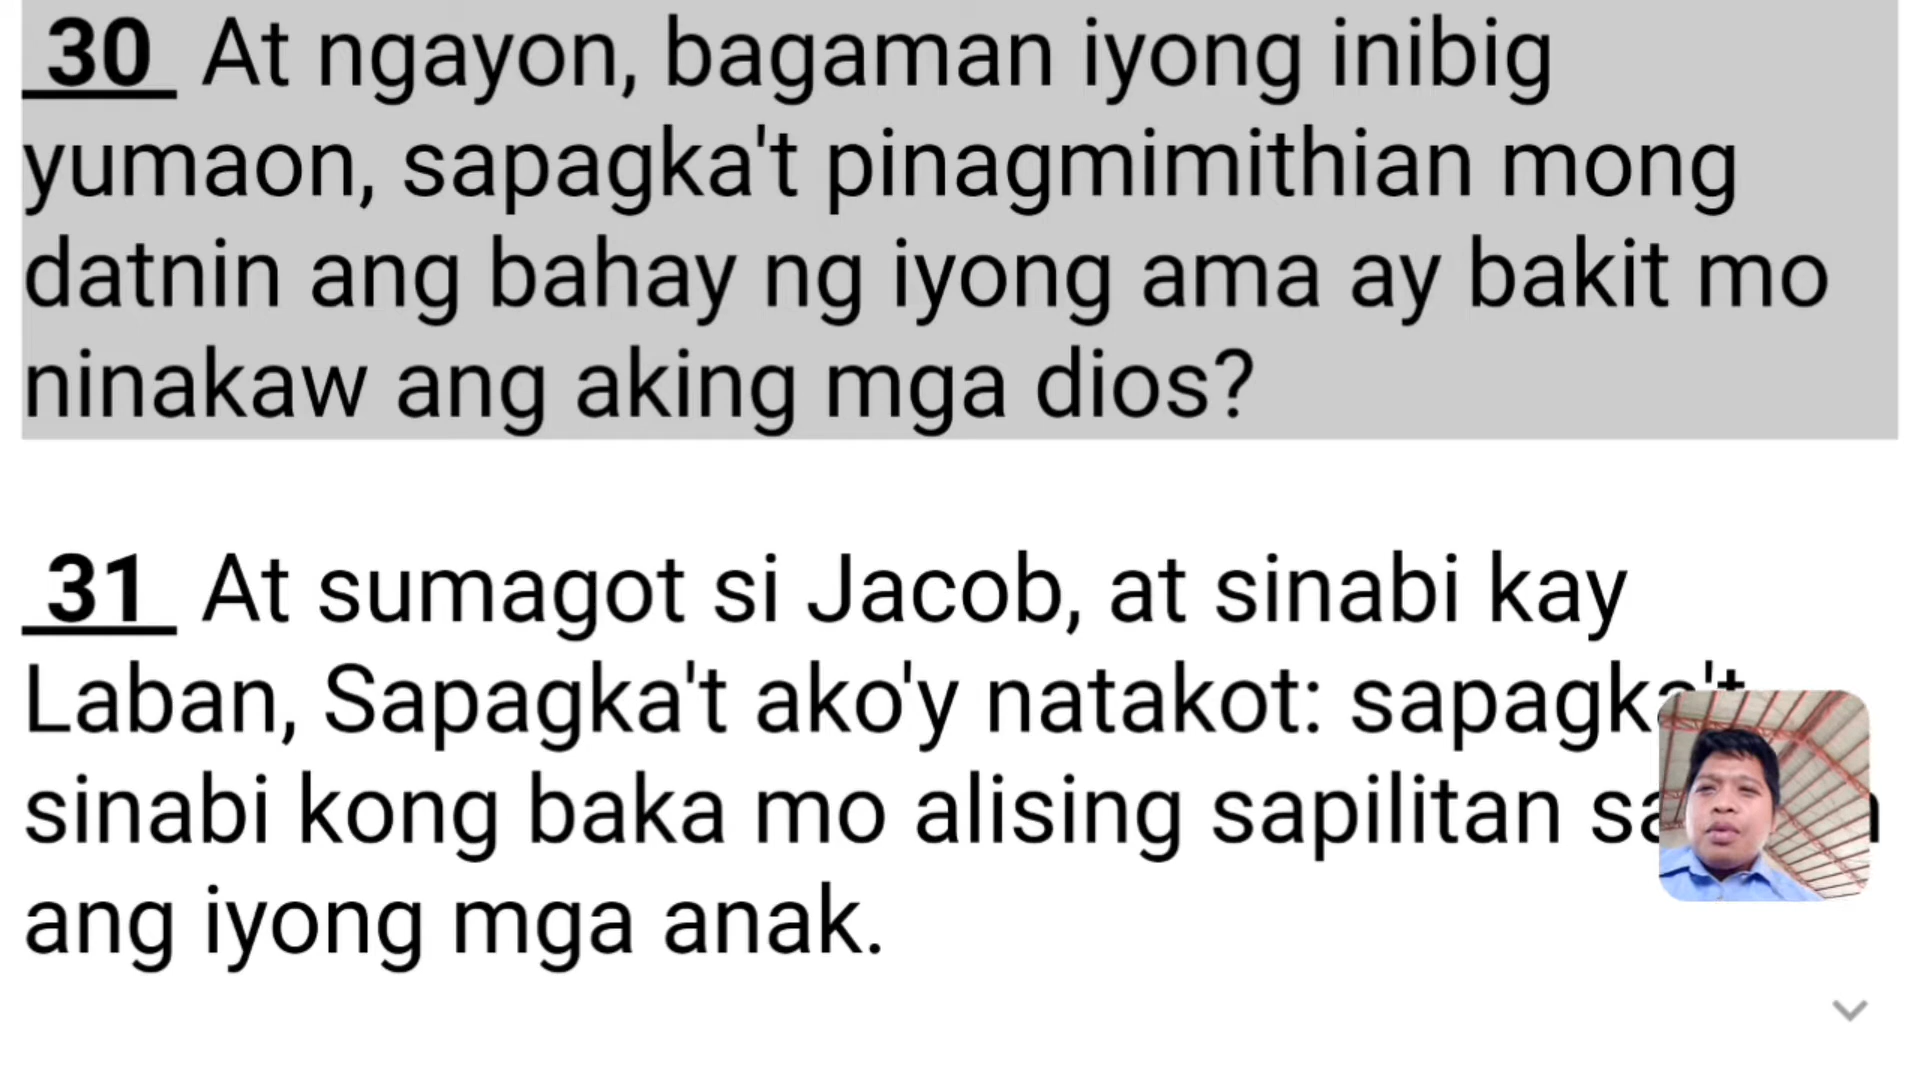 30 At ngayon, bagaman iyong inibig
yumaon, sapagka't pinagmimithian mong
datnin ang bahay ng iyong ama ay bakit mo
ninakaw ang aking mga dios?
31 At sumagot si Jacob, at sinabi kay
Laban, Sapagka't ako'y natakot: sapagka't
sinabi kong baka mo alising sapilitan
ang iyong mga anak.